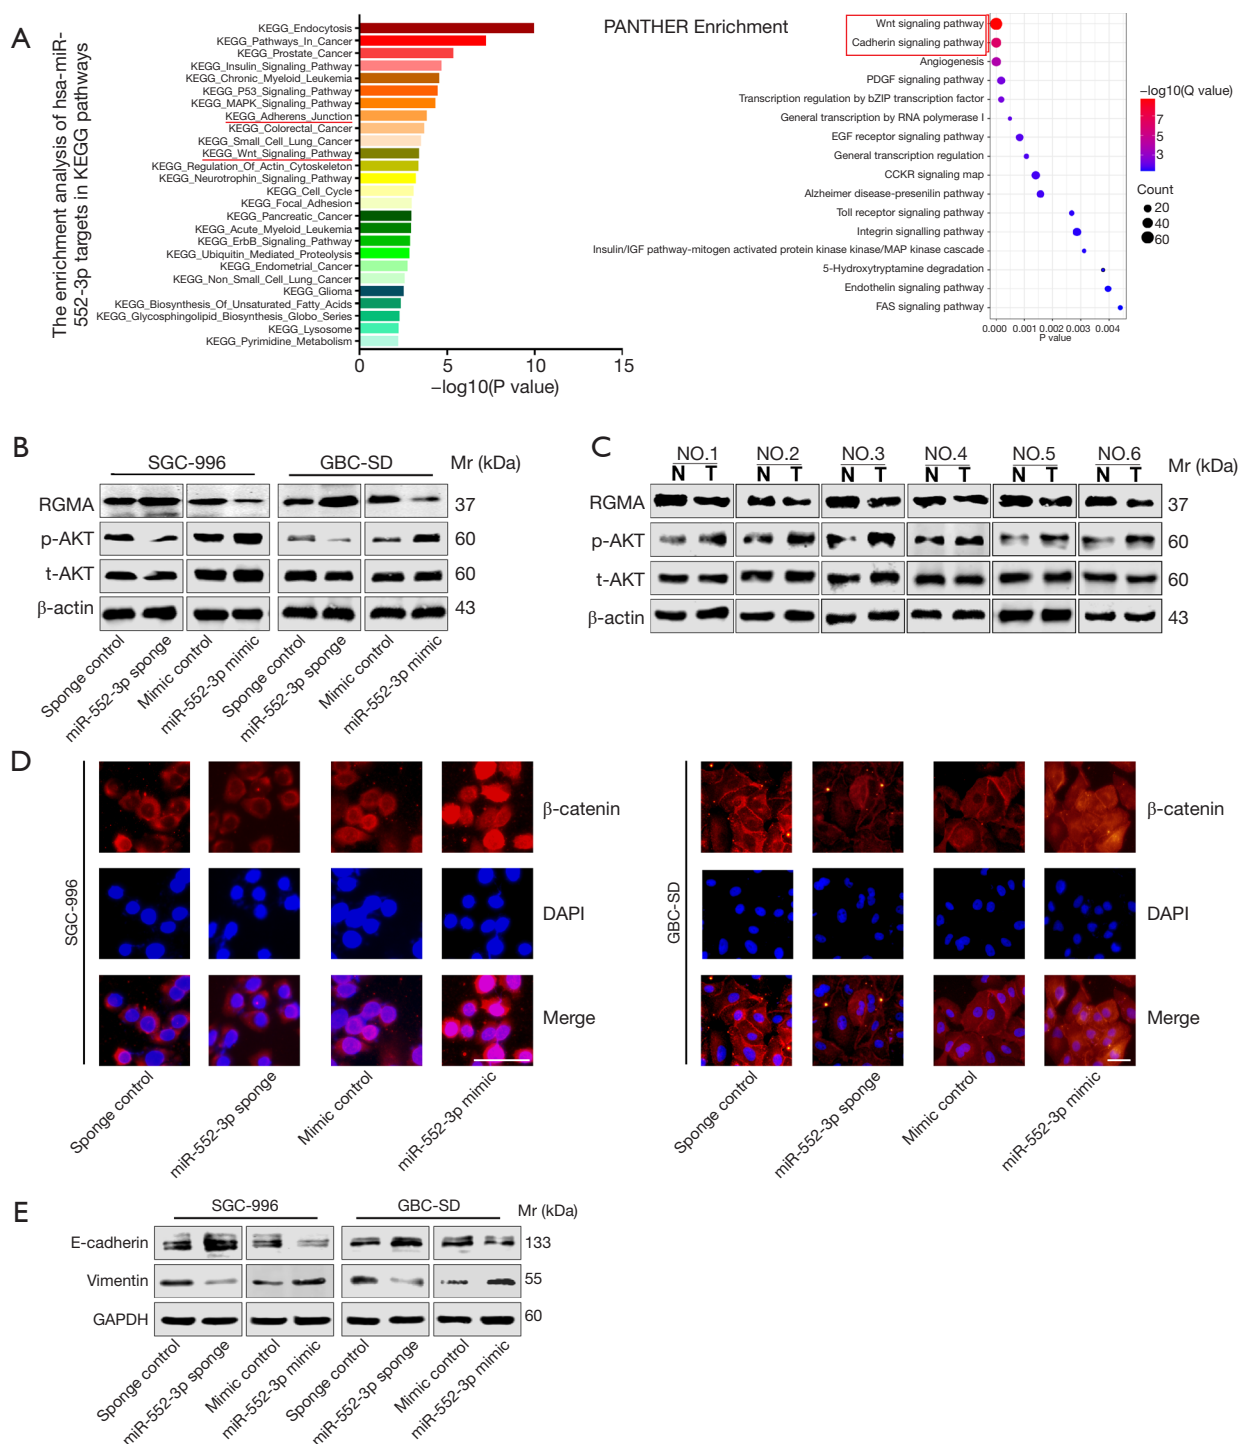 A
The enrichment analysis of hsa-miR-
552-3p targets in KEGG pathways
KEGG_Endocytosis
KEGG_Pathways_In_Cancer
KEGG_Prostate_Cancer
KEGG_Insulin_Signaling_Pathway
KEGG_Chronic_Myeloid_Leukemia
KEGG_P53_Signaling_Pathway
KEGG_MAPK_Signaling_Pathway
KEGG_Adherens_Junction
KEGG_Colorectal_Cancer
KEGG_Small_Cell_Lung_Cancer
KEGG_Wnt_Signaling_Pathway
KEGG_Regulation_Of_Actin_Cytoskeleton
KEGG_Neurotrophin_Signaling_Pathway
KEGG_Cell_Cycle
KEGG_Focal_Adhesion
KEGG_Pancreatic_Cancer
KEGG_Acute_Myeloid_Leukemia
KEGG_ErbB_Signaling_Pathway
KEGG_Ubiquitin_Mediated_Proteolysis
KEGG_Endometrial_Cancer
KEGG_Non_Small_Cell_Lung_Cancer
KEGG_Glioma
KEGG_Biosynthesis_Of_Unsaturated_Fatty_Acids
KEGG_Glycosphingolipid_Biosynthesis_Globo_Series
KEGG_Lysosome
KEGG_Pyrimidine_Metabolism
0 5 10 15
−log10(P value)
PANTHER Enrichment
Wnt signaling pathway
Cadherin signaling pathway
Angiogenesis
PDGF signaling pathway
Transcription regulation by bZIP transcription factor
General transcription by RNA polymerase I
EGF receptor signaling pathway
General transcription regulation
CCKR signaling map
Alzheimer disease-presenilin pathway
Toll receptor signaling pathway
Integrin signalling pathway
Insulin/IGF pathway-mitogen activated protein kinase kinase/MAP kinase cascade
5-Hydroxytryptamine degradation
Endothelin signaling pathway
FAS signaling pathway
0.000 0.001 0.002 0.003 0.004
P value
−log10(Q value)
7
5
3
Count
20
40
60
B
SGC-996 GBC-SD Mr (kDa)
RGMA 37
p-AKT 60
t-AKT 60
β-actin 43
Sponge control
miR-552-3p sponge
Mimic control
miR-552-3p mimic
Sponge control
miR-552-3p sponge
Mimic control
miR-552-3p mimic
C
NO.1 NO.2 NO.3 NO.4 NO.5 NO.6 Mr (kDa)
N T N T N T N T N T N T
RGMA 37
p-AKT 60
t-AKT 60
β-actin 43
D
SGC-996
β-catenin
DAPI
Merge
Sponge control
miR-552-3p sponge
Mimic control
miR-552-3p mimic
GBC-SD
β-catenin
DAPI
Merge
Sponge control
miR-552-3p sponge
Mimic control
miR-552-3p mimic
E
SGC-996 GBC-SD Mr (kDa)
E-cadherin 133
Vimentin 55
GAPDH 60
Sponge control
miR-552-3p sponge
Mimic control
miR-552-3p mimic
Sponge control
miR-552-3p sponge
Mimic control
miR-552-3p mimic